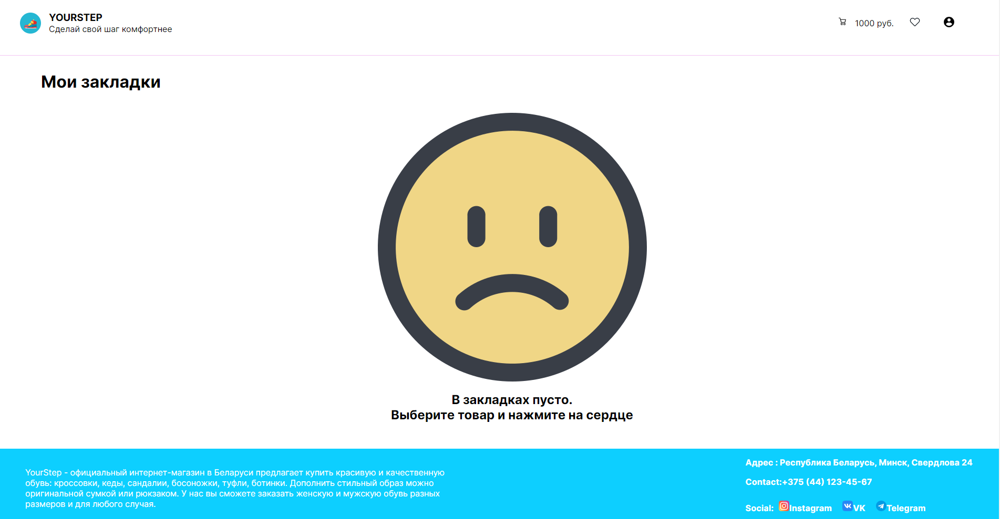 YOURSTEP
Сделай свой шаг комфортнее
1000 руб.
Мои закладки
В закладках пусто.
Выберите товар и нажмите на сердце
YourStep - официальный интернет-магазин в Беларуси предлагает купить красивую и качественную
обувь: кроссовки, кеды, сандалии, босоножки, туфли, ботинки. Дополнить стильный образ можно
оригинальной сумкой или рюкзаком. У нас вы сможете заказать женскую и мужскую обувь разных
размеров и для любого случая.
Адрес : Республика Беларусь, Минск, Свердлова 24
Contact:+375 (44) 123-45-67
Social: Instagram VK Telegram